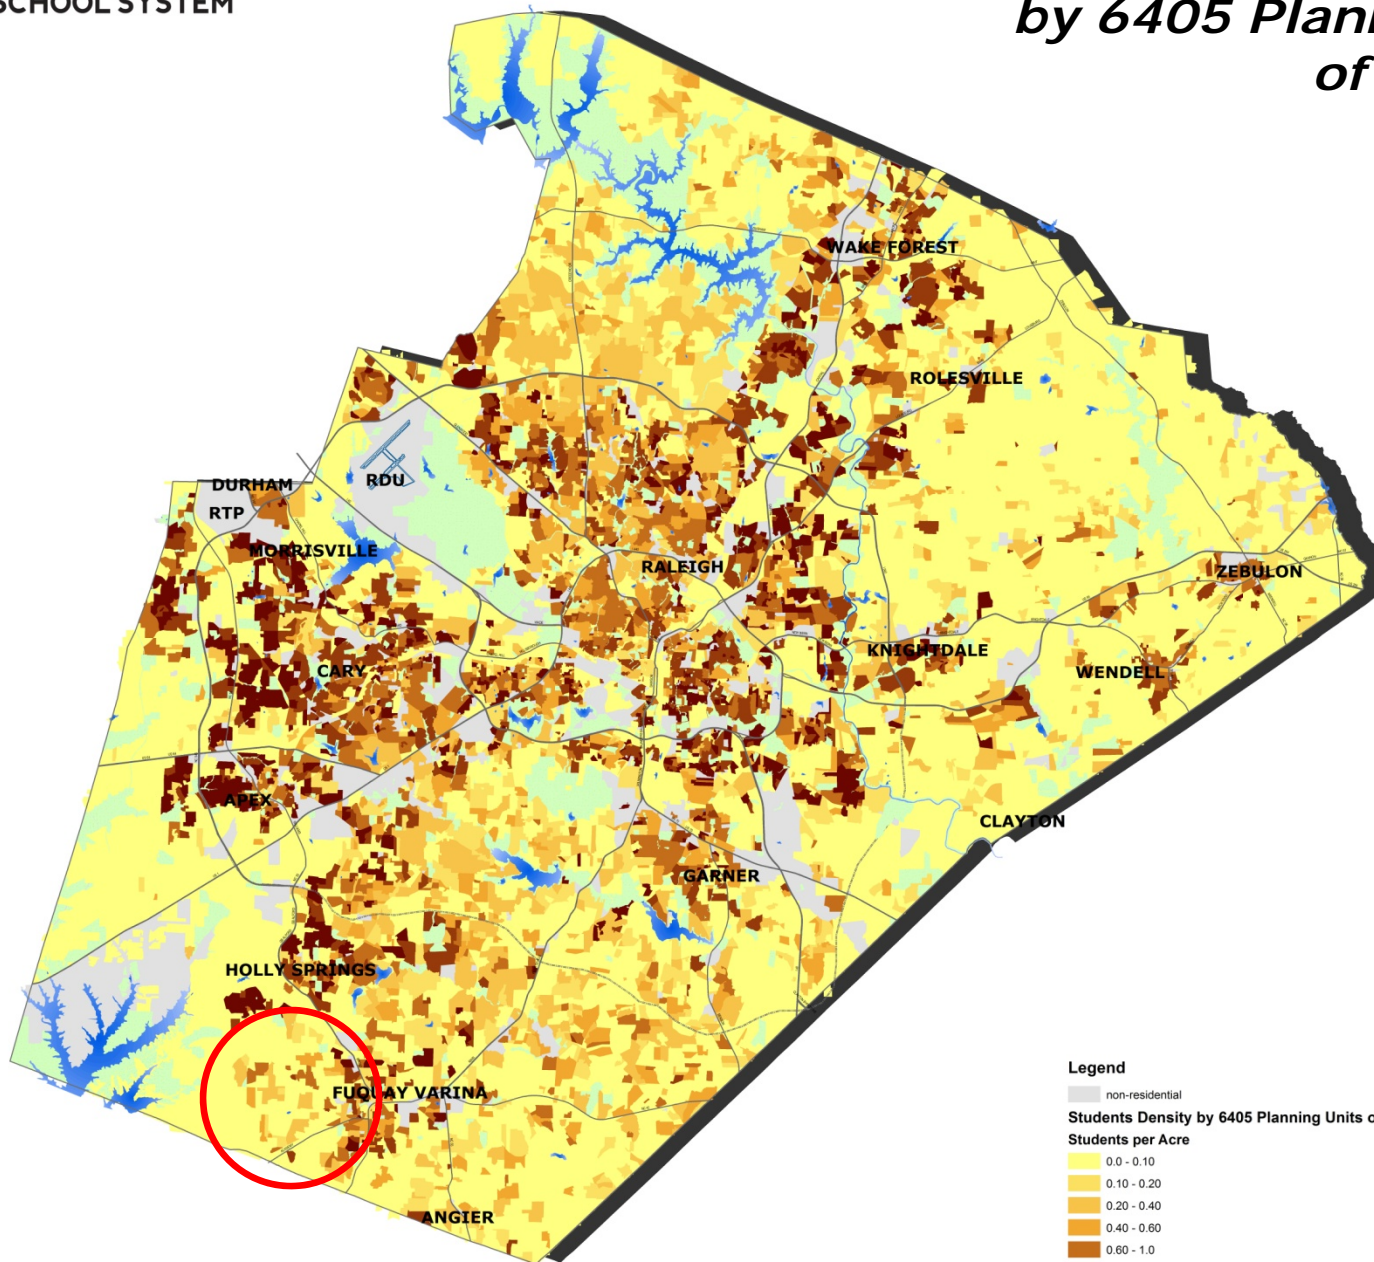 SCHOOL SYSTEM
by 6405 Plann
of
WAKE FOREST
ROLESVILLE
DURHAM
RDU
RTP
MORRISVILLE
RALEIGH
ZEBULON
KNIGHTDALE
CARY
WENDELL
APEX
CLAYTON
GARNER
HOLLY SPRINGS
FUQUAY VARINA
ANGIER
Legend
non-residential
Students Density by 6405 Planning Units o
Students per Acre
0.0 - 0.10
0.10 - 0.20
0.20 - 0.40
0.40 - 0.60
0.60 - 1.0